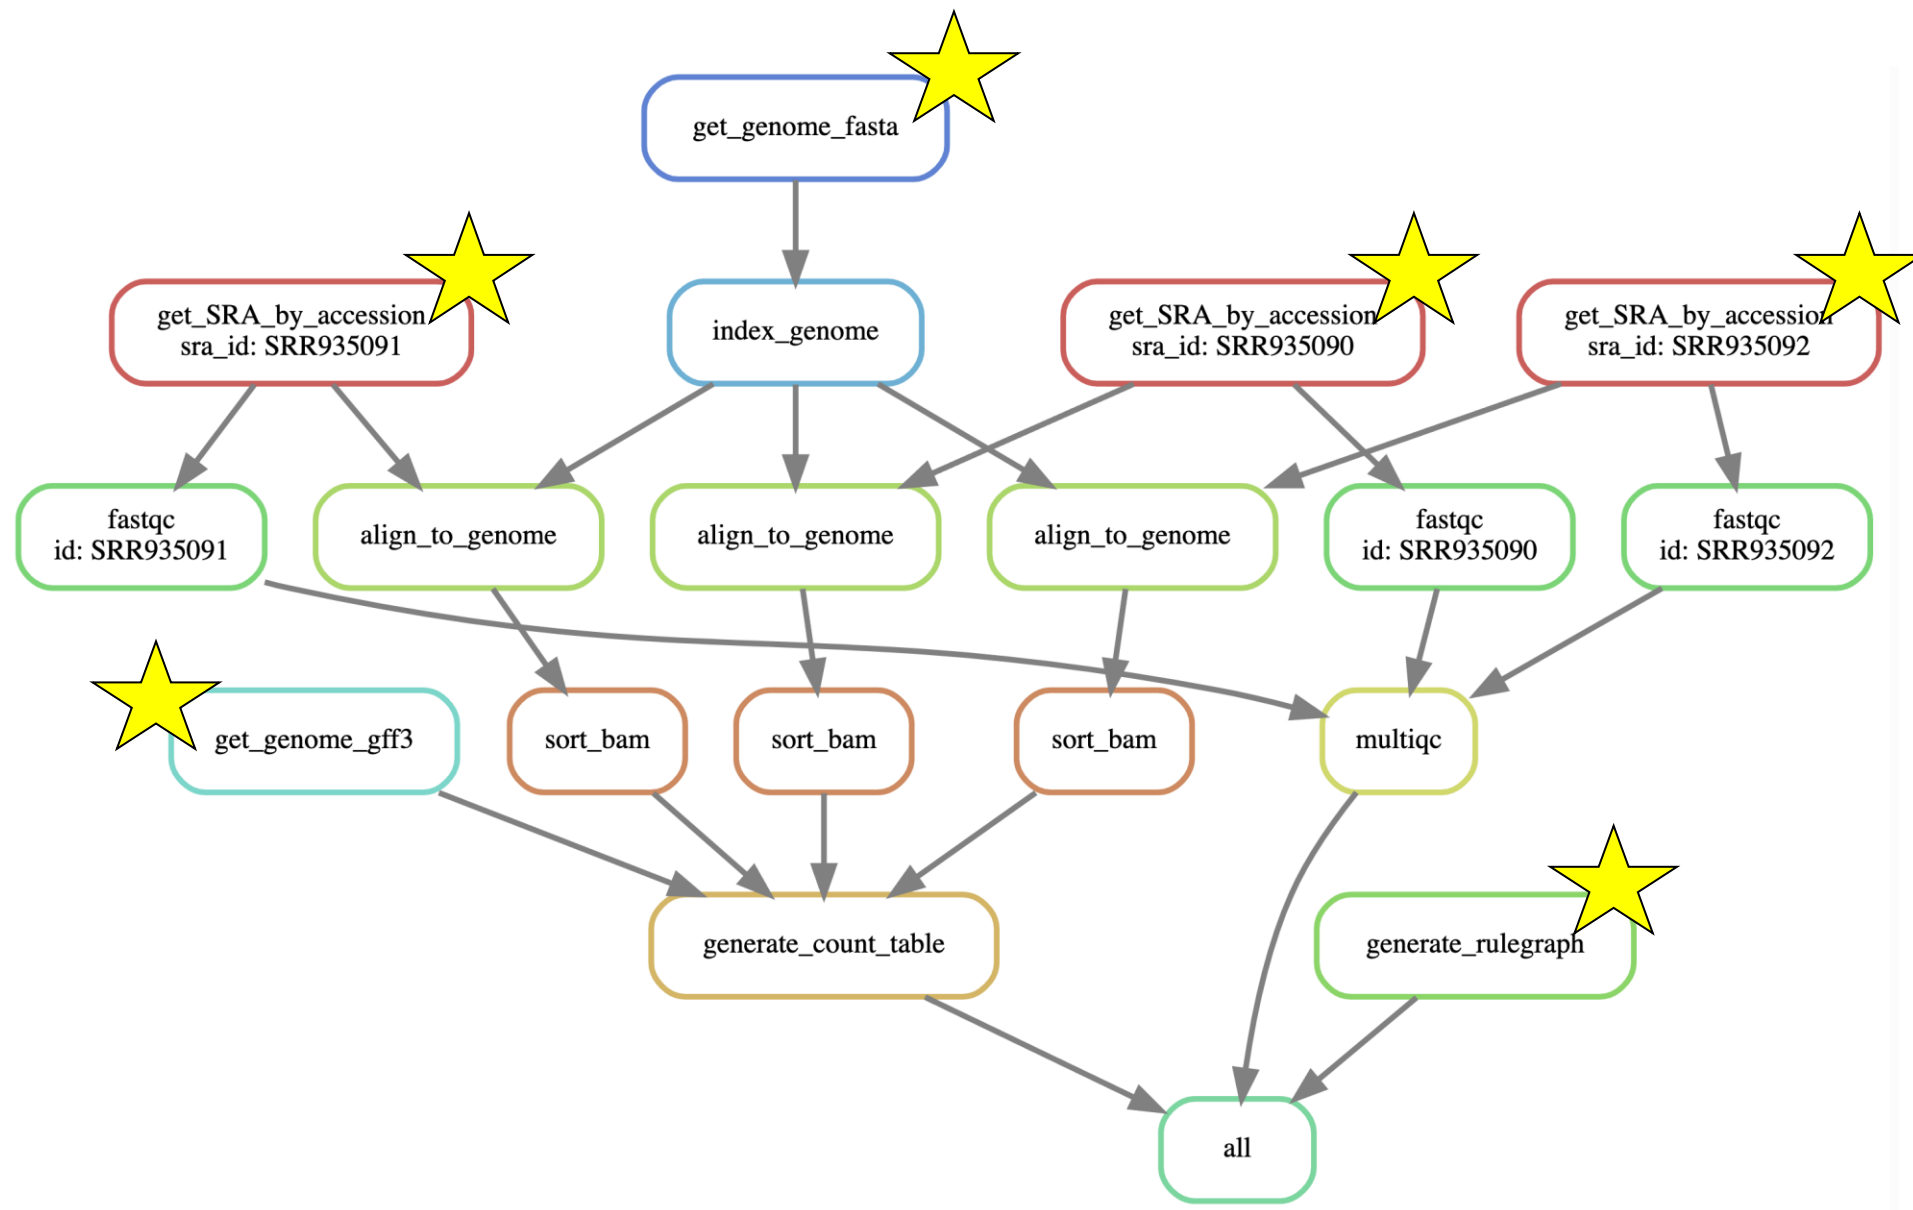 get_genome_fasta
get_SRA_by_accession
sra_id: SRR935091
index_genome
get_SRA_by_accession
sra_id: SRR935090
get_SRA_by_accession
sra_id: SRR935092
fastqc
id: SRR935091
align_to_genome
align_to_genome
align_to_genome
fastqc
id: SRR935090
fastqc
id: SRR935092
get_genome_gff3
sort_bam
sort_bam
sort_bam
multiqc
generate_count_table
generate_rulegraph
all